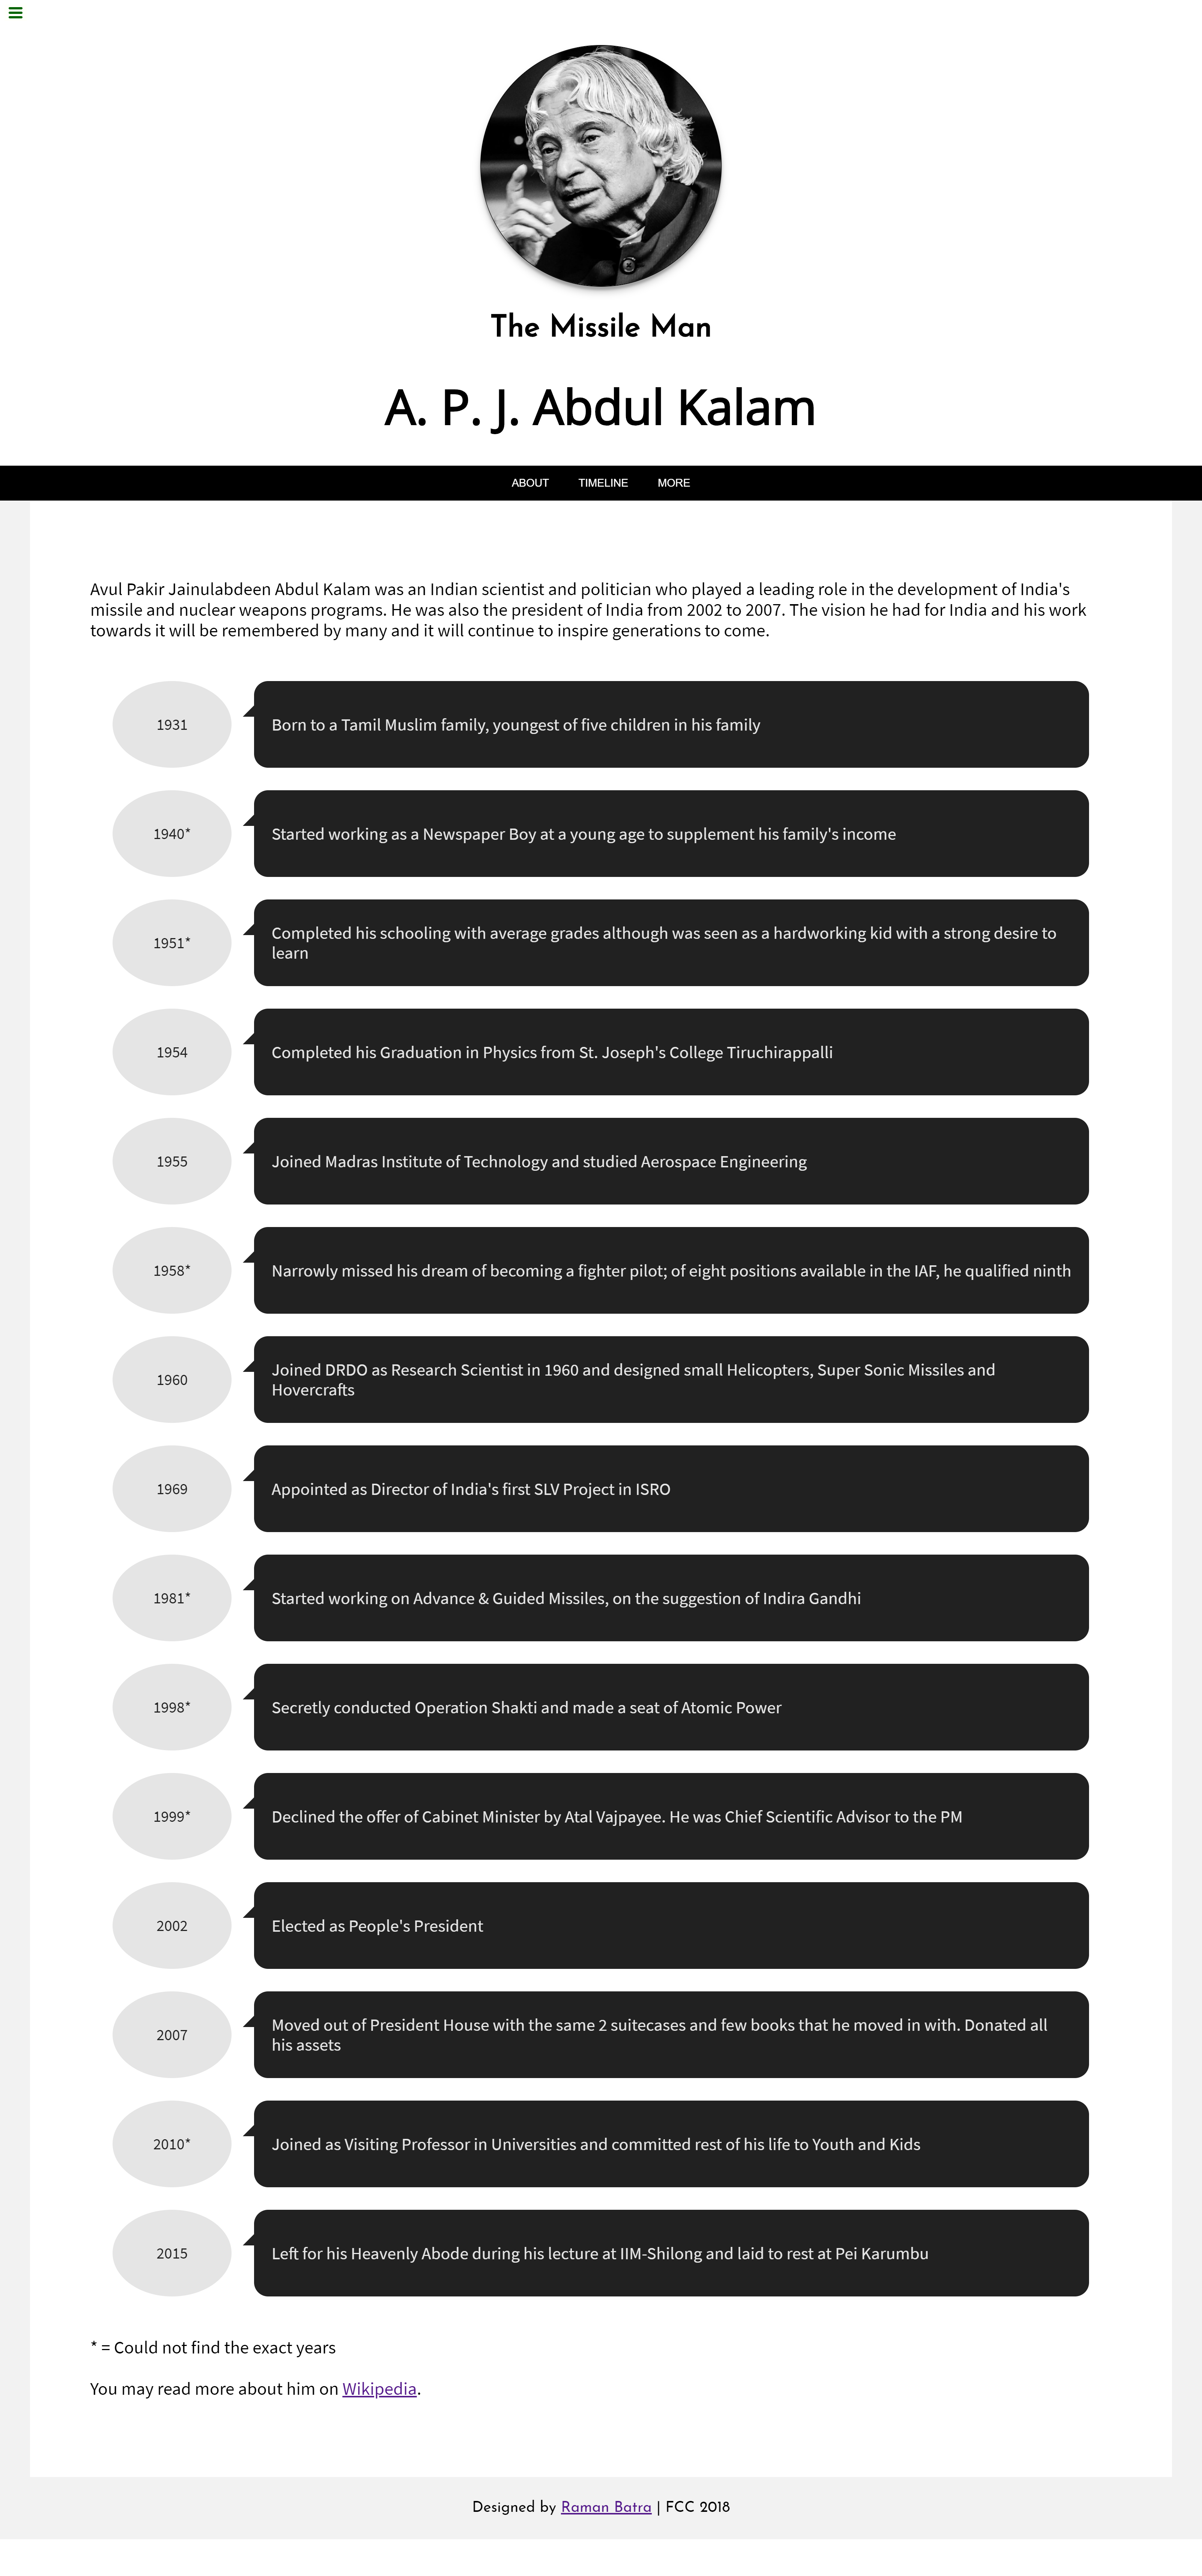 The Missile Man
A. P. J. Abdul Kalam
ABOUT TIMELINE MORE
Avul Pakir Jainulabdeen Abdul Kalam was an Indian scientist and politician who played a leading role in the development of India's
missile and nuclear weapons programs. He was also the president of India from 2002 to 2007. The vision he had for India and his work
towards it will be remembered by many and it will continue to inspire generations to come.
1931
Born to a Tamil Muslim family, youngest of five children in his family
1940*
Started working as a Newspaper Boy at a young age to supplement his family's income
1951*
Completed his schooling with average grades although was seen as a hardworking kid with a strong desire to
learn
1954
Completed his Graduation in Physics from St. Joseph's College Tiruchirappalli
1955
Joined Madras Institute of Technology and studied Aerospace Engineering
1958*
Narrowly missed his dream of becoming a fighter pilot; of eight positions available in the IAF, he qualified ninth
1960
Joined DRDO as Research Scientist in 1960 and designed small Helicopters, Super Sonic Missiles and
Hovercrafts
1969
Appointed as Director of India's first SLV Project in ISRO
1981*
Started working on Advance & Guided Missiles, on the suggestion of Indira Gandhi
1998*
Secretly conducted Operation Shakti and made a seat of Atomic Power
1999*
Declined the offer of Cabinet Minister by Atal Vajpayee. He was Chief Scientific Advisor to the PM
2002
Elected as People's President
2007
Moved out of President House with the same 2 suitecases and few books that he moved in with. Donated all
his assets
2010*
Joined as Visiting Professor in Universities and committed rest of his life to Youth and Kids
2015
Left for his Heavenly Abode during his lecture at IIM-Shilong and laid to rest at Pei Karumbu
* = Could not find the exact years
You may read more about him on Wikipedia.
Designed by Raman Batra | FCC 2018